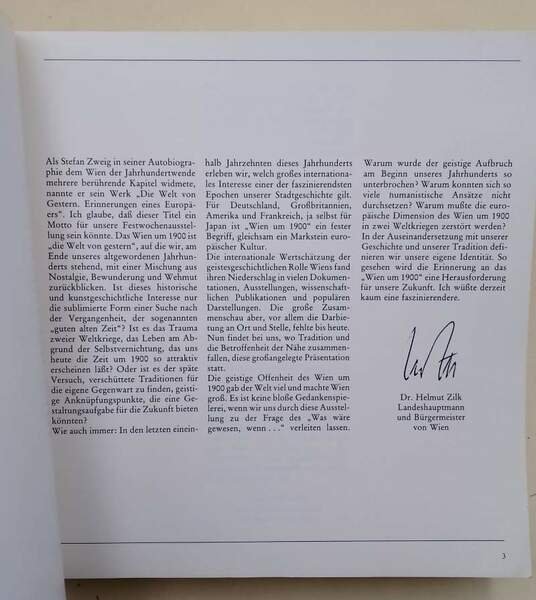 Als Stefan Zweig in seiner Autobiogra-
phie dem Wien der Jahrhundertwende
mehrere berührende Kapitel widmete,
nannte er sein Werk „Die Welt von
Gestern. Erinnerungen eines Europä-
ers“. Ich glaube, daß dieser Titel ein
Motto für unsere Festwochenausstel-
lung sein könnte. Das Wien um 1900 ist
„die Welt von gestern“, auf die wir, am
Ende unseres altgewordenen Jahrhun-
derts stehend, mit einer Mischung aus
Nostalgie, Bewunderung und Wehmut
zurückblicken. Ist dieses historische
und kunstgeschichtliche Interesse nur
die sublimierte Form einer Suche nach
der Vergangenheit, der sogenannten
„guten alten Zeit“? Ist es das Trauma
zweier Weltkriege, das Leben am Ab-
grund der Selbstvernichtung, das uns
heute die Zeit um 1900 so attraktiv
erscheinen läßt? Oder ist es der späte
Versuch, verschüttete Traditionen für
die eigene Gegenwart zu finden, geisti-
ge Anknüpfungspunkte, die eine Ge-
staltungsaufgabe für die Zukunft bieten
könnten?
Wie auch immer: In den letzten einein-
halb Jahrzehnten dieses Jahrhunderts
erleben wir, welch großes internationa-
les Interesse einer der faszinierendsten
Epochen unserer Stadtgeschichte gilt.
Für Deutschland, Großbritannien,
Amerika und Frankreich, ja selbst für
Japan ist „Wien um 1900“ ein fester
Begriff, gleichsam ein Markstein euro-
päischer Kultur.
Die internationale Wertschätzung der
geistesgeschichtlichen Rolle Wiens fand
ihren Niederschlag in vielen Dokumen-
tationen, Ausstellungen, wissenschaft-
lichen Publikationen und populären
Darstellungen. Die große Zusam-
menschau aber, vor allem die Darbie-
tung an Ort und Stelle, fehlte bis heute.
Nun findet bei uns, wo Tradition und
die Betroffenheit der Nähe zusammen-
fallen, diese großangelegte Präsentation
statt.
Die geistige Offenheit des Wien um
1900 gab der Welt viel und machte Wien
groß. Es ist keine bloße Gedankenspie-
lerei, wenn wir uns durch diese Ausstel-
lung zu der Frage des „Was wäre
gewesen, wenn . . .“ verleiten lassen.
Warum wurde der geistige Aufbruch
am Beginn unseres Jahrhunderts so
unterbrochen? Warum konnten sich so
viele humanistische Ansätze nicht
durchsetzen? Warum mußte die euro-
päische Dimension des Wien um 1900
in zwei Weltkriegen zerstört werden?
In der Auseinandersetzung mit unserer
Geschichte und unserer Tradition defi-
nieren wir unsere eigene Identität. So
gesehen wird die Erinnerung an das
„Wien um 1900“ eine Herausforderung
für unsere Zukunft. Ich wüßte derzeit
kaum eine faszinierendere.
Dr. Helmut Zilk
Landeshauptmann
und Bürgermeister
von Wien
3